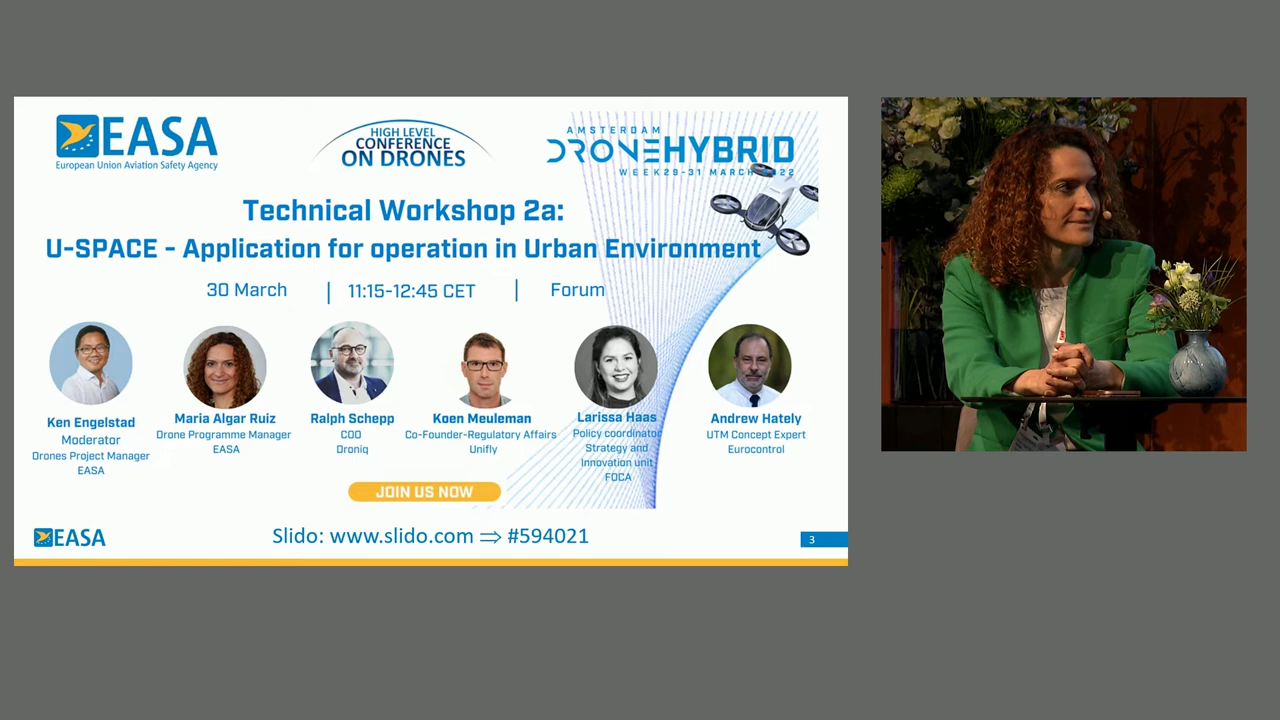 EASA
European Union Aviation Safety Agency
HIGH LEVEL
CONFERENCE
ON DRONES
AMSTERDAM
DRONEHYBRID
WEEK 29-31 MARCH 2022
Technical Workshop 2a:
U-SPACE - Application for operation in Urban Environment
30 March | 11:15-12:45 CET | Forum
Ken Engelstad
Moderator
Drones Project Manager
EASA
Maria Algar Ruiz
Drone Programme Manager
EASA
Ralph Schepp
COO
Droniq
Koen Meuleman
Co-Founder-Regulatory Affairs
Unifly
Larissa Haas
Policy coordinator
Strategy and
Innovation unit
FOCA
Andrew Hately
UTM Concept Expert
Eurocontrol
JOIN US NOW
EASA
Slido: www.slido.com ⇒ #594021
3